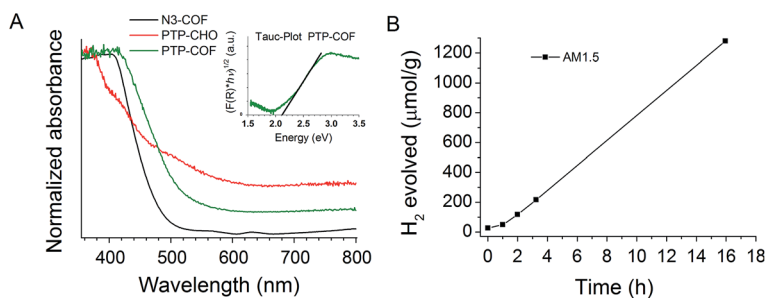 A
N3-COF
PTP-CHO
PTP-COF
Normalized absorbance
400 500 600 700 800
Wavelength (nm)
Tauc-Plot PTP-COF
(F(R)*hν)^1/2 (a.u.)
0
1.5 2.0 2.5 3.0 3.5
Energy (eV)
B
AM1.5
H2 evolved (μmol/g)
1200
1000
800
600
400
200
0
0 2 4 6 8 10 12 14 16 18
Time (h)